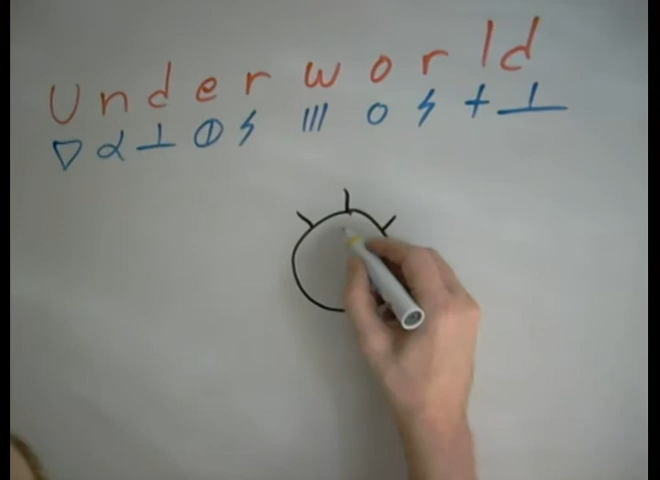 Underworld
▽ α ⊥ ⦶ ϟ ||| o ϟ + ⊥